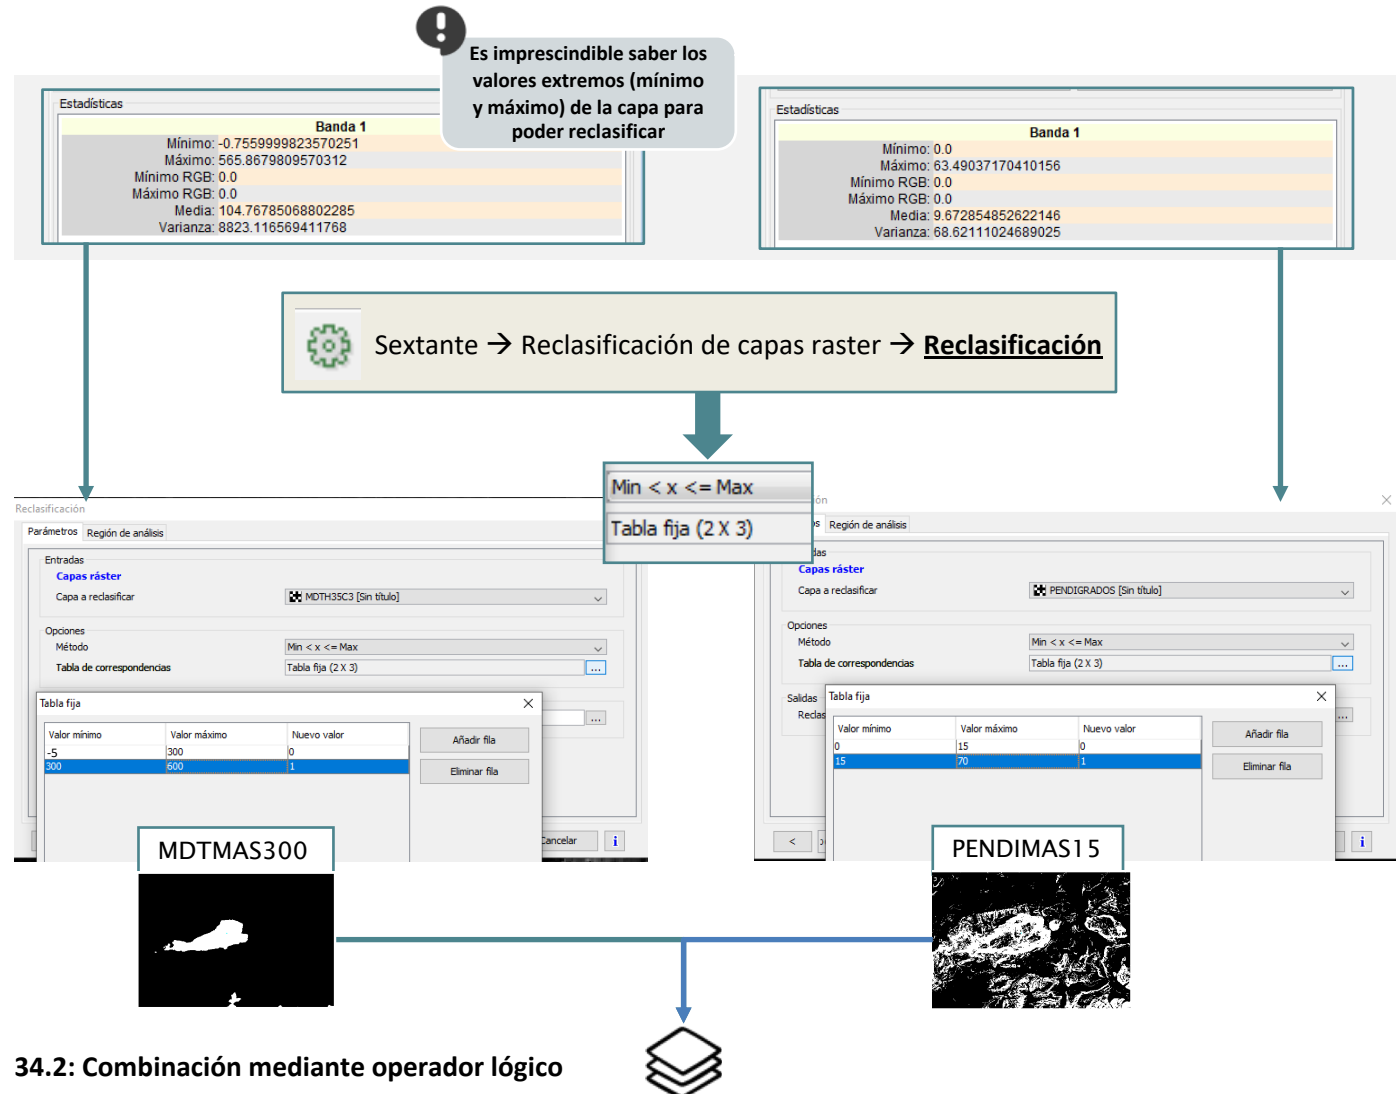 !
Es imprescindible saber los
valores extremos (mínimo
y máximo) de la capa para
poder reclasificar
Estadísticas
Banda 1
Mínimo: -0.7559999823570251
Máximo: 565.8679809570312
Mínimo RGB: 0.0
Máximo RGB: 0.0
Media: 104.76785068802285
Varianza: 8823.116569411768
Estadísticas
Banda 1
Mínimo: 0.0
Máximo: 63.49037170410156
Mínimo RGB: 0.0
Máximo RGB: 0.0
Media: 9.672854852622146
Varianza: 68.62111024689025
Sextante → Reclasificación de capas raster → Reclasificación
Min < x <= Max
Tabla fija (2 X 3)
Reclasificación
Parámetros Región de análisis
Entradas
Capas ráster
Capa a reclasificar MDTH35C3 [Sin título]
Opciones
Método Min < x <= Max
Tabla de correspondencias Tabla fija (2 X 3) ...
...
Tabla fija
Valor mínimo Valor máximo Nuevo valor
-5 300 0
300 600 1
Añadir fila
Eliminar fila
Cancelar i
ón
os Región de análisis
das
Capas ráster
Capa a reclasificar PENDIGRADOS [Sin título]
Opciones
Método Min < x <= Max
Tabla de correspondencias Tabla fija (2 X 3) ...
Salidas
Reclas ...
Tabla fija
Valor mínimo Valor máximo Nuevo valor
0 15 0
15 70 1
Añadir fila
Eliminar fila
< i
MDTMAS300
PENDIMAS15
34.2: Combinación mediante operador lógico